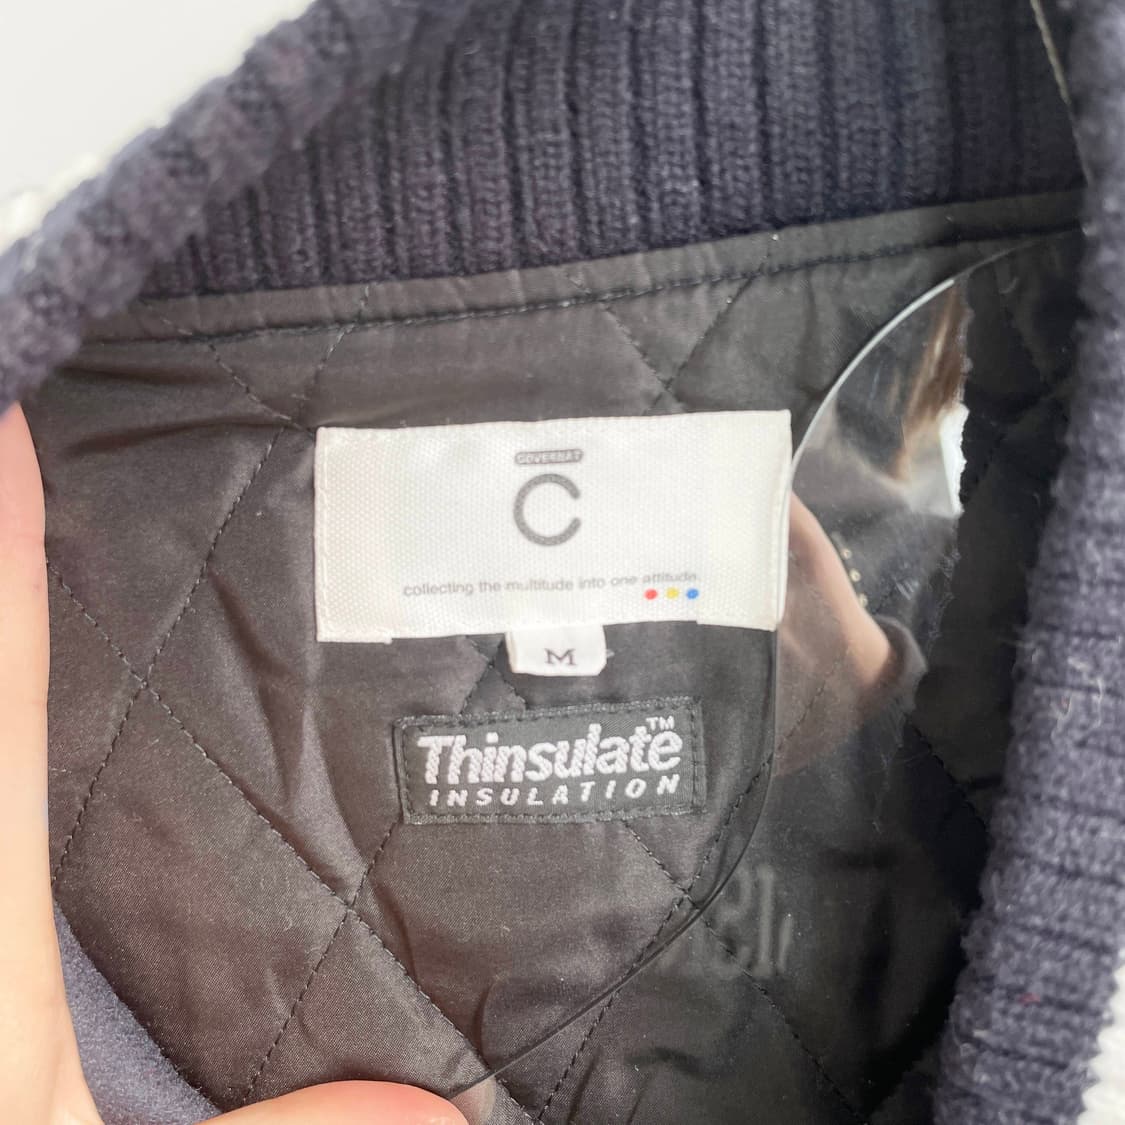 COVERNAT
C
collecting the multitude into one attitude.
M
Thinsulate™
INSULATION